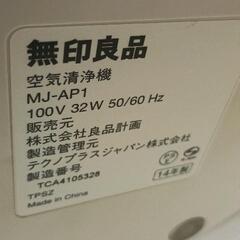 無印良品
空気清浄機
MJ-AP1
100V 32W 50/60 Hz
販売元
株式会社良品計画
製造管理元
テクノプラスジャパン株式会社
製造番号
14年製
TCA4105328
TPSZ
Made in China